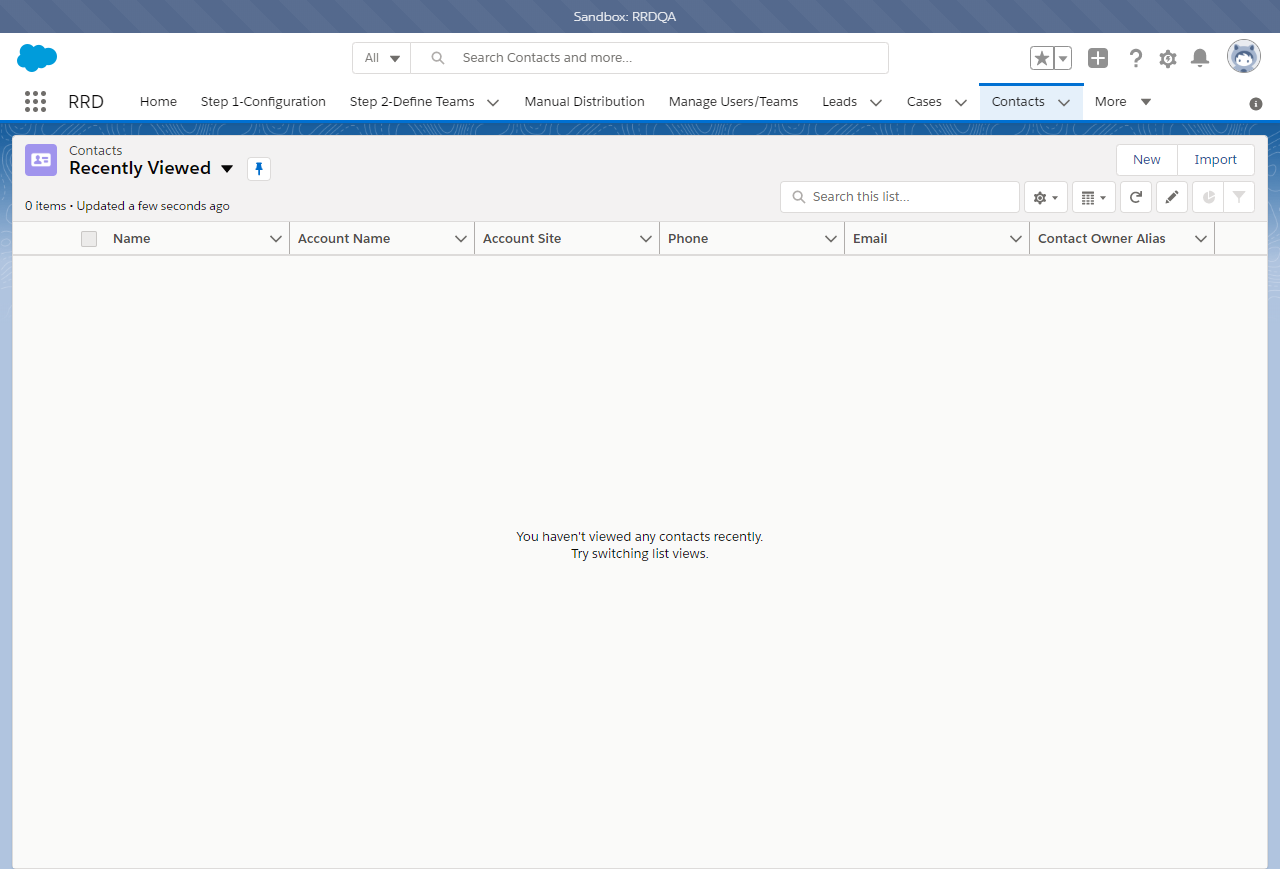 Sandbox: RRDQA
All
Search Contacts and more...
RRD
Home
Step 1-Configuration
Step 2-Define Teams
Manual Distribution
Manage Users/Teams
Leads
Cases
Contacts
More
Contacts
Recently Viewed
New
Import
0 items • Updated a few seconds ago
Search this list...
Name
Account Name
Account Site
Phone
Email
Contact Owner Alias
You haven't viewed any contacts recently.
Try switching list views.